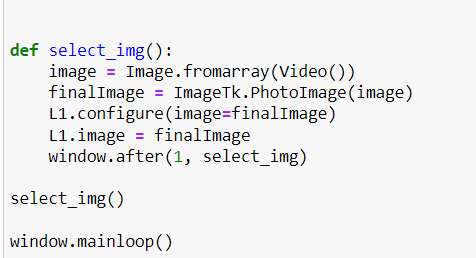 def select_img():
    image = Image.fromarray(Video())
    finalImage = ImageTk.PhotoImage(image)
    L1.configure(image=finalImage)
    L1.image = finalImage
    window.after(1, select_img)
select_img()
window.mainloop()